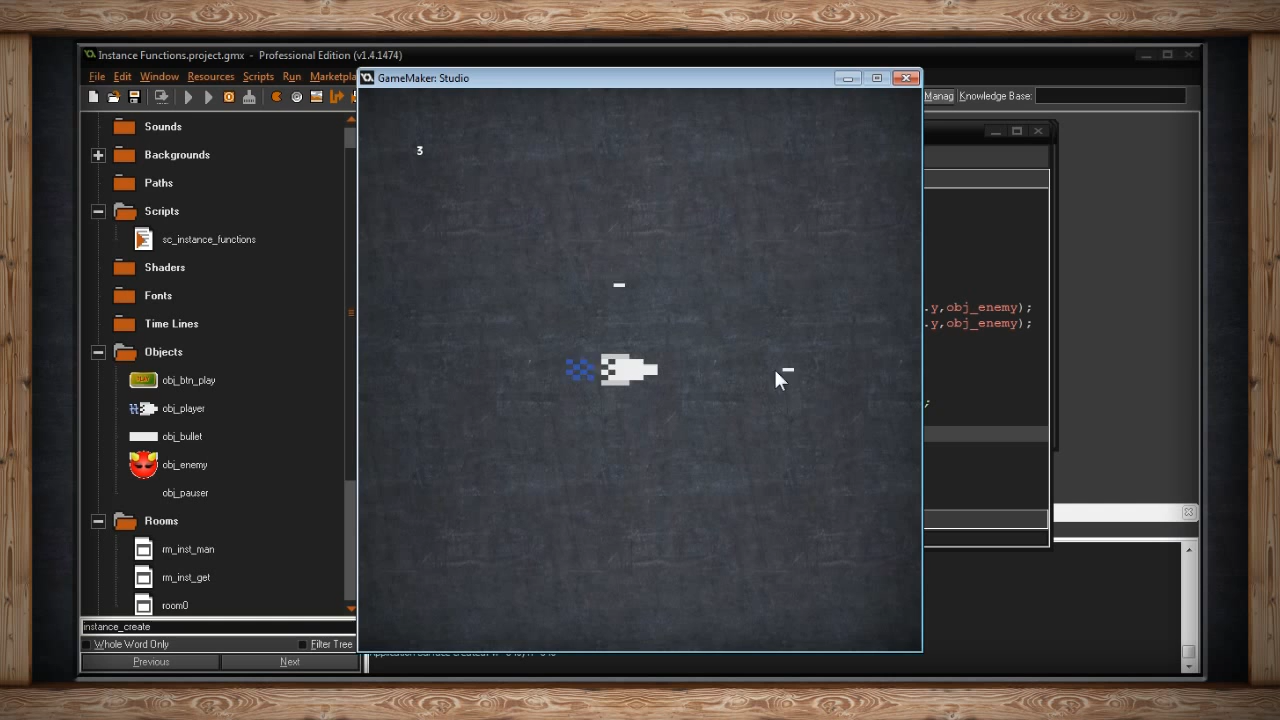 Instance Functions.project.gmx - Professional Edition (v1.4.1474)
File Edit Window Resources Scripts Run Marketpla
GameMaker: Studio
Manag Knowledge Base:
Sounds
3
Backgrounds
Paths
Scripts
sc_instance_functions
Shaders
Fonts
.y,obj_enemy);
Time Lines
.y,obj_enemy);
Objects
obj_btn_play
PLAY
obj_player
obj_bullet
obj_enemy
obj_pauser
Rooms
rm_inst_man
rm_inst_get
room0
instance_create
Whole Word Only Filter Tree
Previous Next